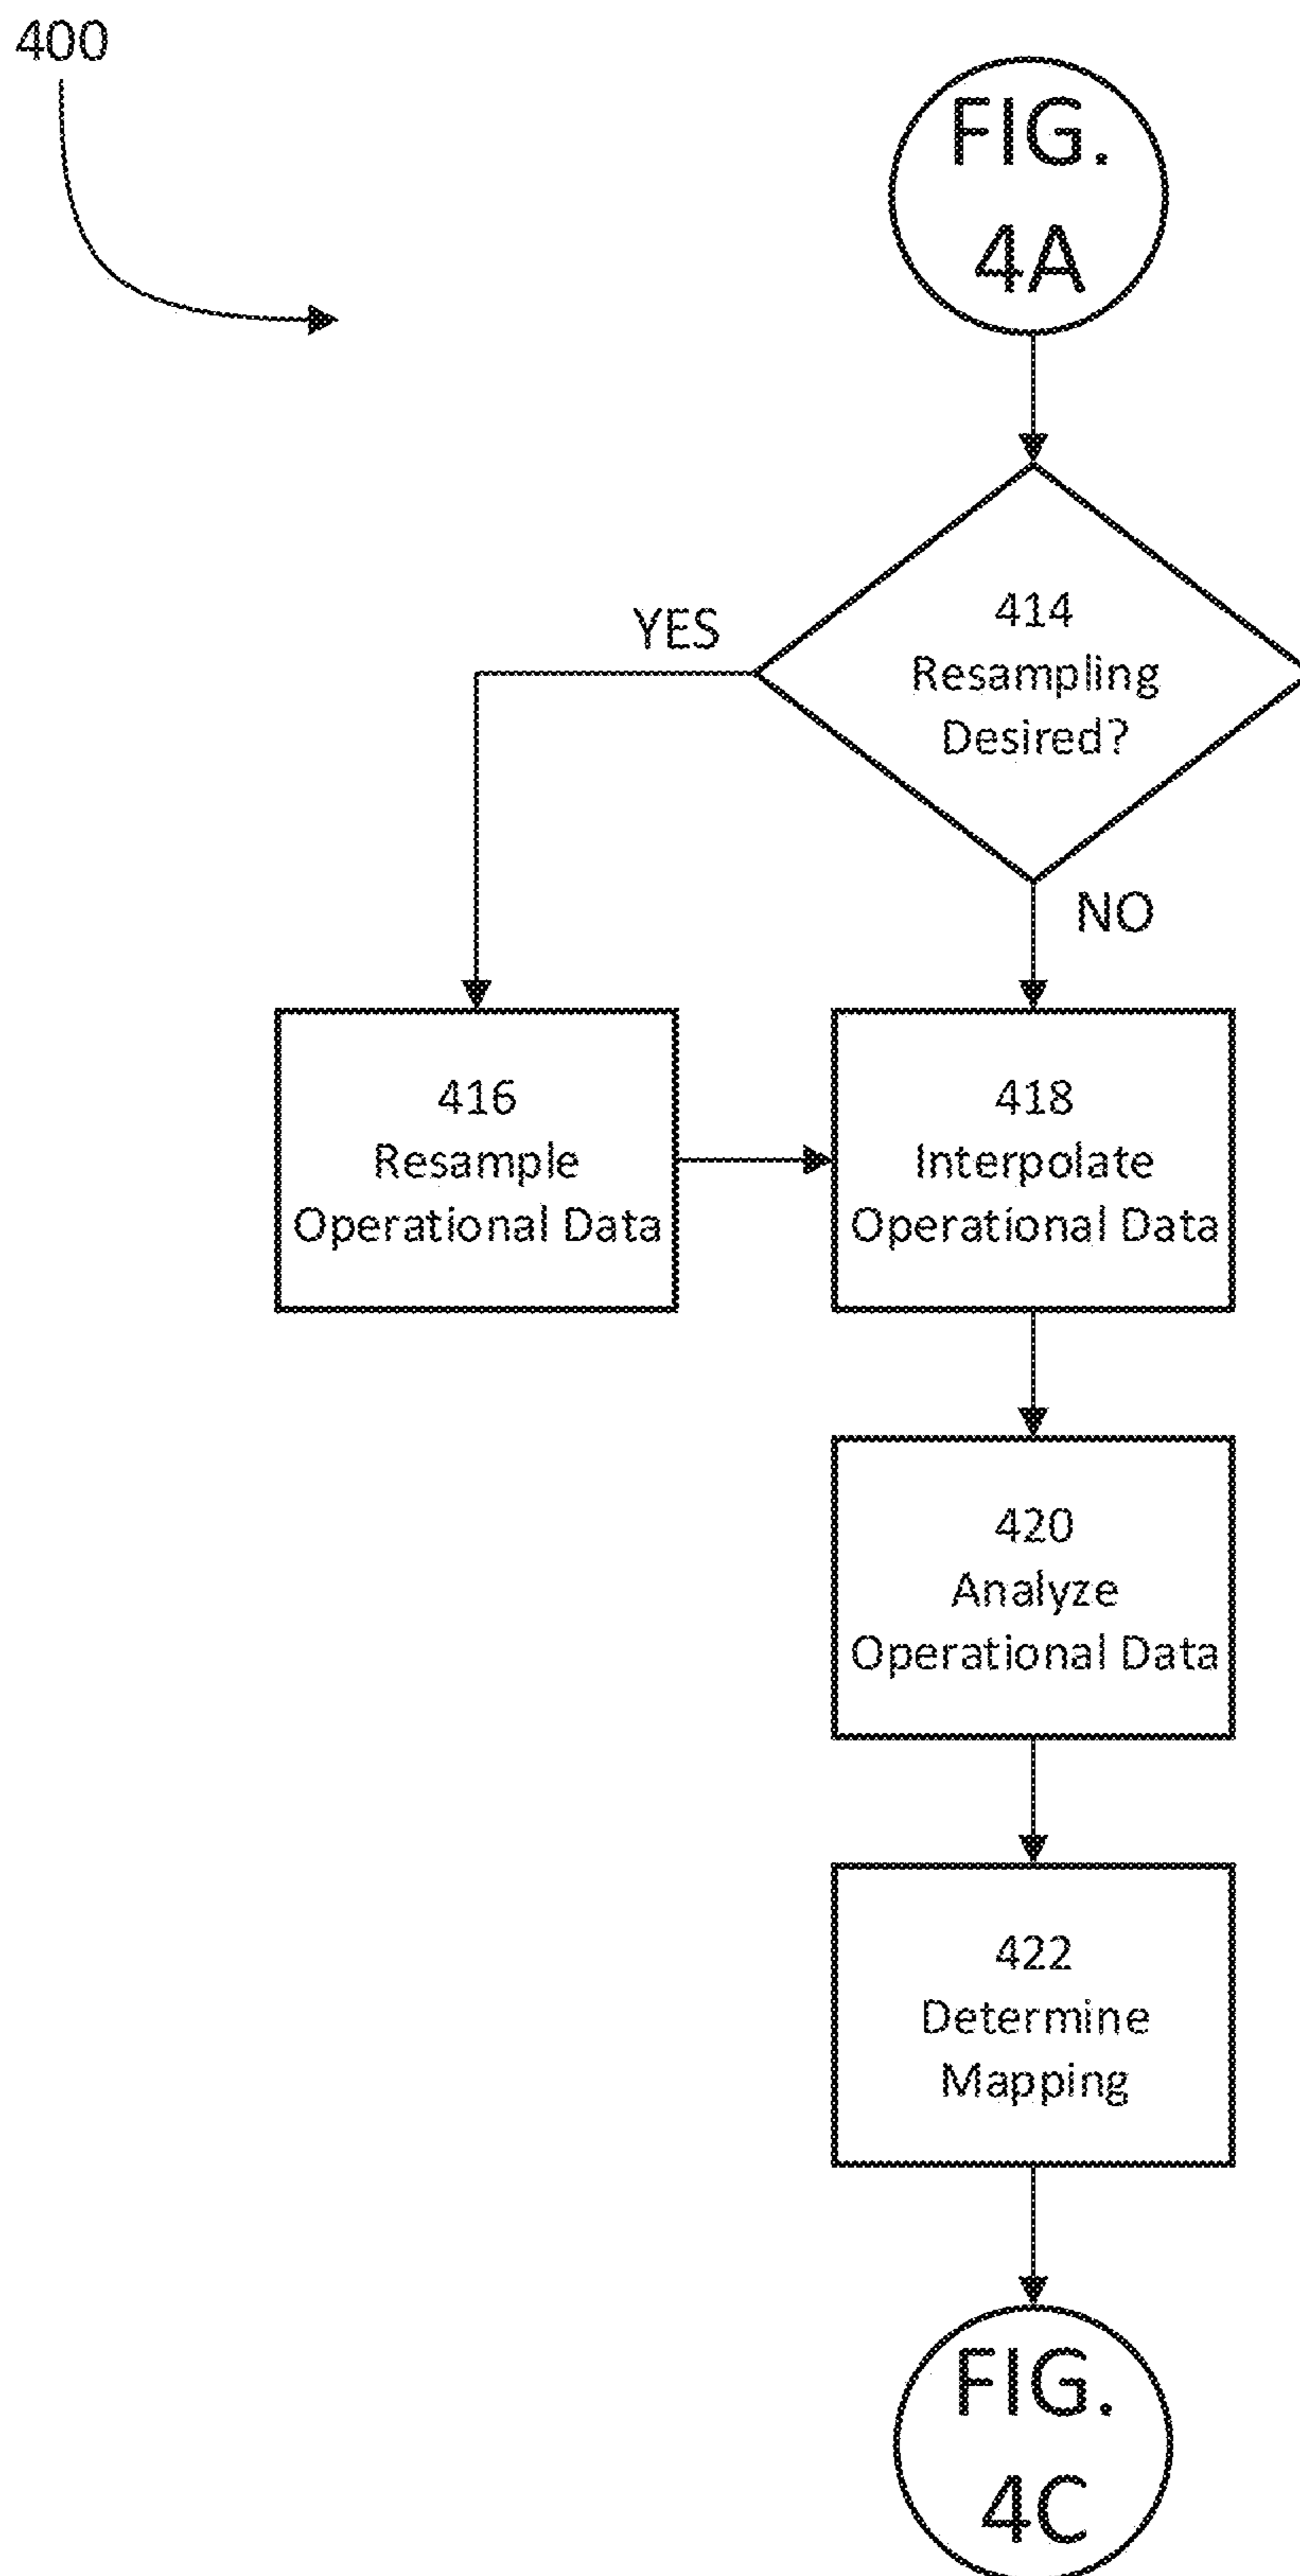 400
FIG.
4A
414
Resampling
Desired?
YES
NO
416
Resample
Operational Data
418
Interpolate
Operational Data
420
Analyze
Operational Data
422
Determine
Mapping
FIG.
4C